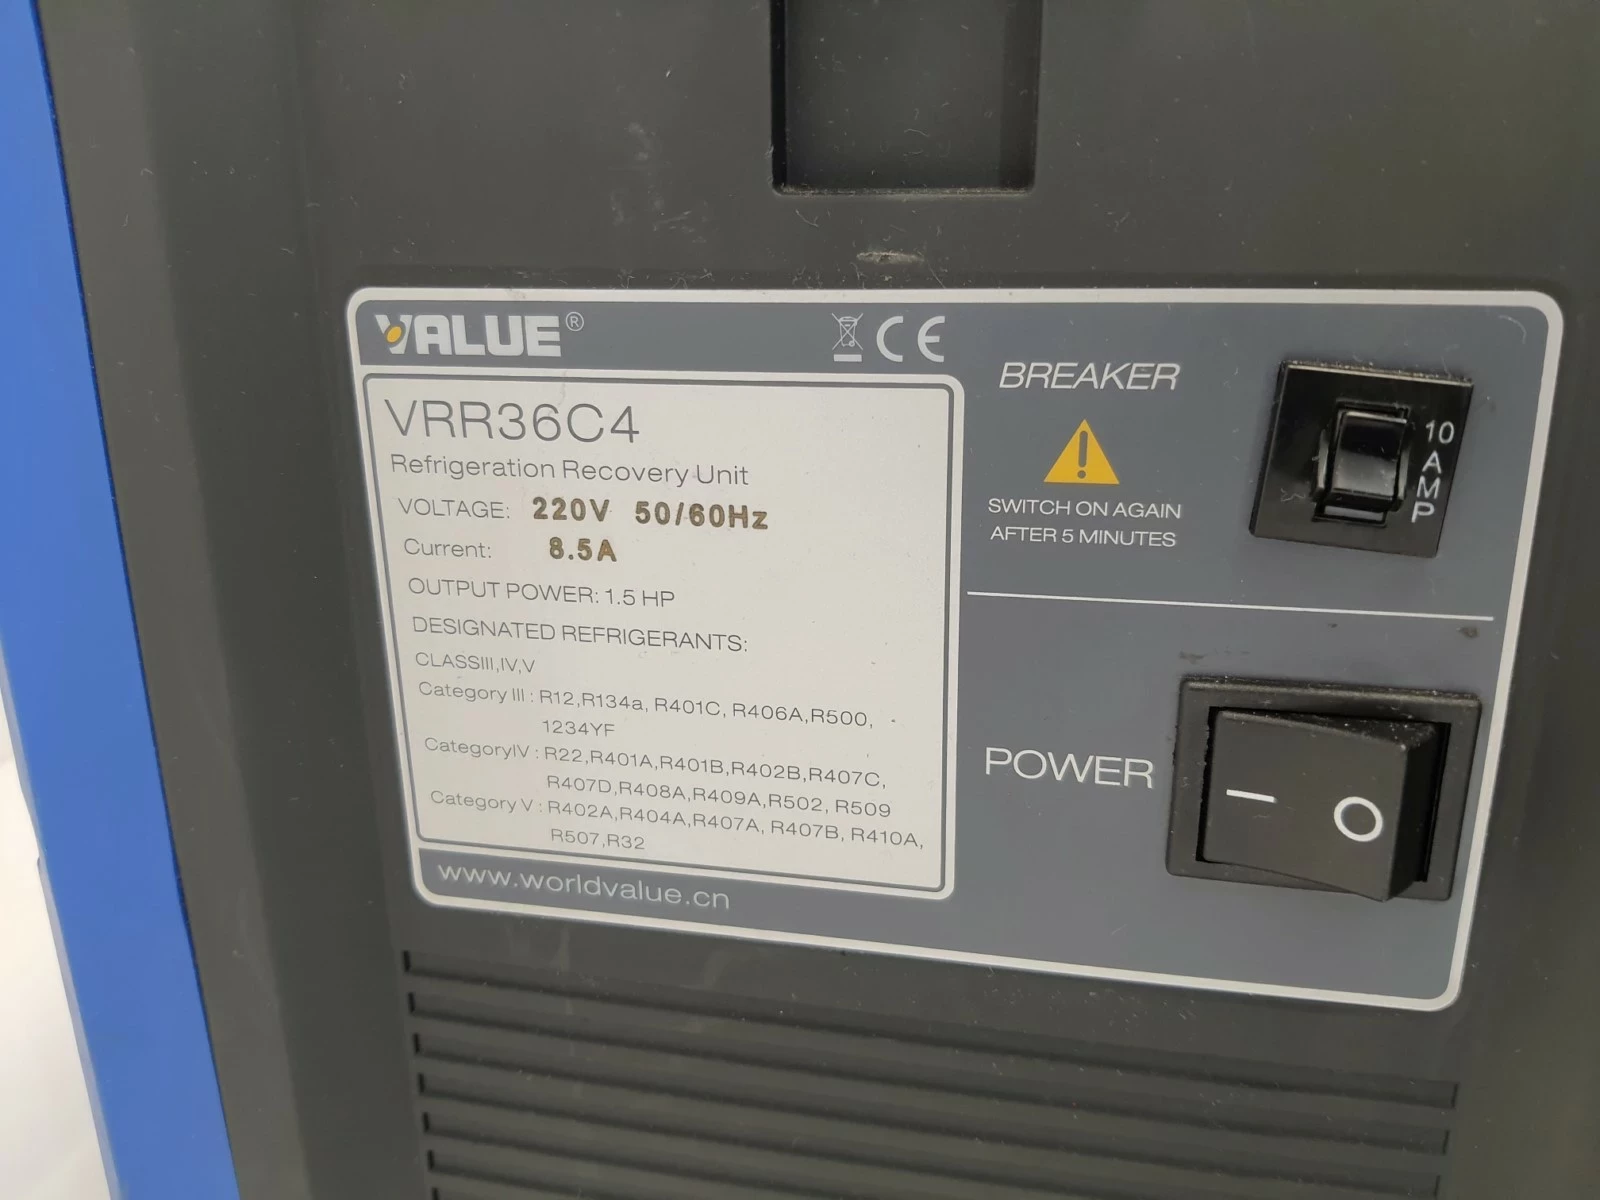 VALUE®
CE
VRR36C4
Refrigeration Recovery Unit
VOLTAGE: 220V 50/60Hz
Current: 8.5A
OUTPUT POWER: 1.5 HP
DESIGNATED REFRIGERANTS:
CLASSIII,IV,V
Category III : R12,R134a, R401C, R406A,R500,
1234YF
CategoryIV : R22,R401A,R401B,R402B,R407C,
R407D,R408A,R409A,R502, R509
Category V : R402A,R404A,R407A, R407B, R410A,
R507,R32
www.worldvalue.cn
BREAKER
SWITCH ON AGAIN
AFTER 5 MINUTES
10
A
M
P
POWER